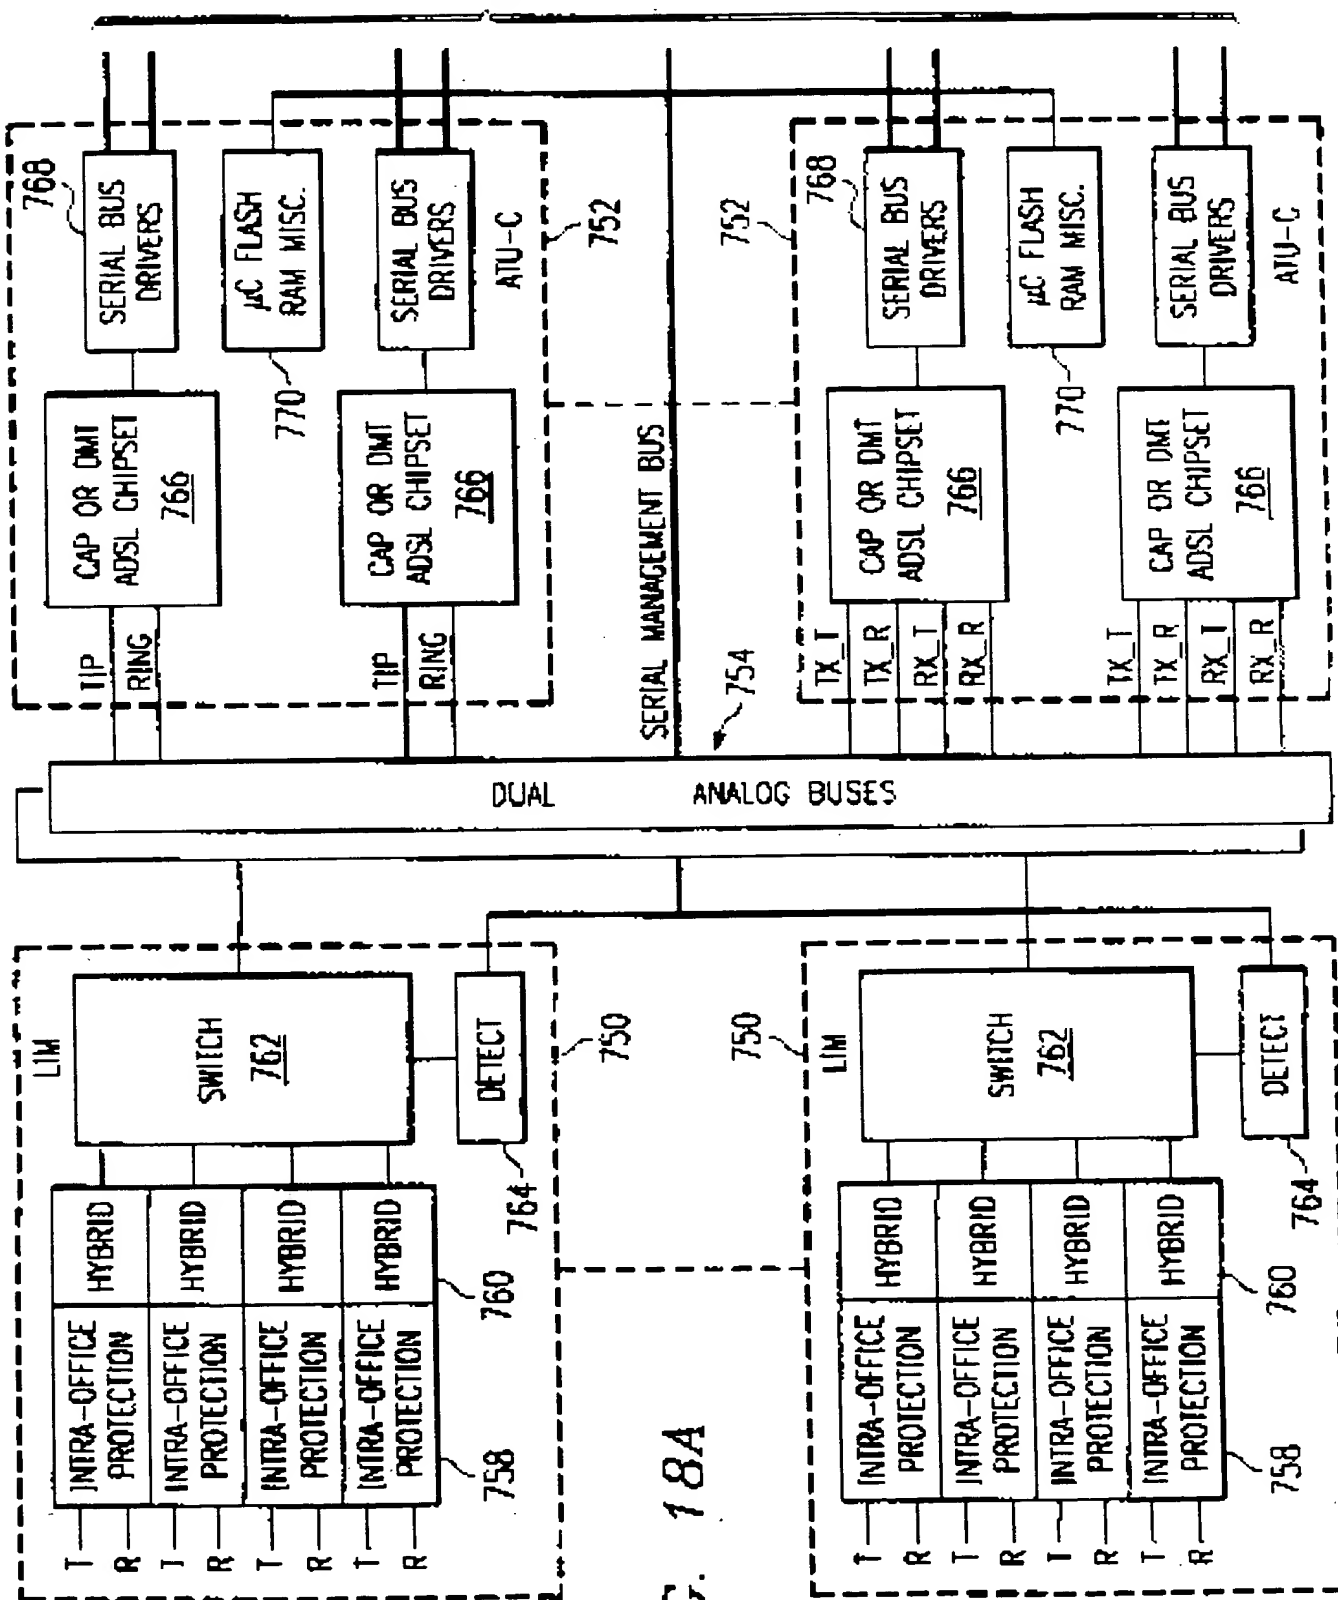 LIM
T
R
T
R
T
R
T
R
INTRA-OFFICE
PROTECTION
HYBRID
INTRA-OFFICE
PROTECTION
HYBRID
INTRA-OFFICE
PROTECTION
HYBRID
INTRA-OFFICE
PROTECTION
HYBRID
758
760
SWITCH
762
DETECT
764
750
TIP
RING
CAP OR DMT
ADSL CHIPSET
766
SERIAL BUS
DRIVERS
768
µC FLASH
RAM MISC.
770
TIP
RING
CAP OR DMT
ADSL CHIPSET
766
SERIAL BUS
DRIVERS
ATU-C
752
DUAL ANALOG BUSES
754
SERIAL MANAGEMENT BUS
18A
750
LIM
T
R
T
R
T
R
T
R
INTRA-OFFICE
PROTECTION
HYBRID
INTRA-OFFICE
PROTECTION
HYBRID
INTRA-OFFICE
PROTECTION
HYBRID
INTRA-OFFICE
PROTECTION
HYBRID
758
760
SWITCH
762
DETECT
764
752
TX_T
TX_R
RX_T
RX_R
CAP OR DMT
ADSL CHIPSET
766
SERIAL BUS
DRIVERS
768
µC FLASH
RAM MISC.
770
TX_T
TX_R
RX_T
RX_R
CAP OR DMT
ADSL CHIPSET
766
SERIAL BUS
DRIVERS
ATU-C